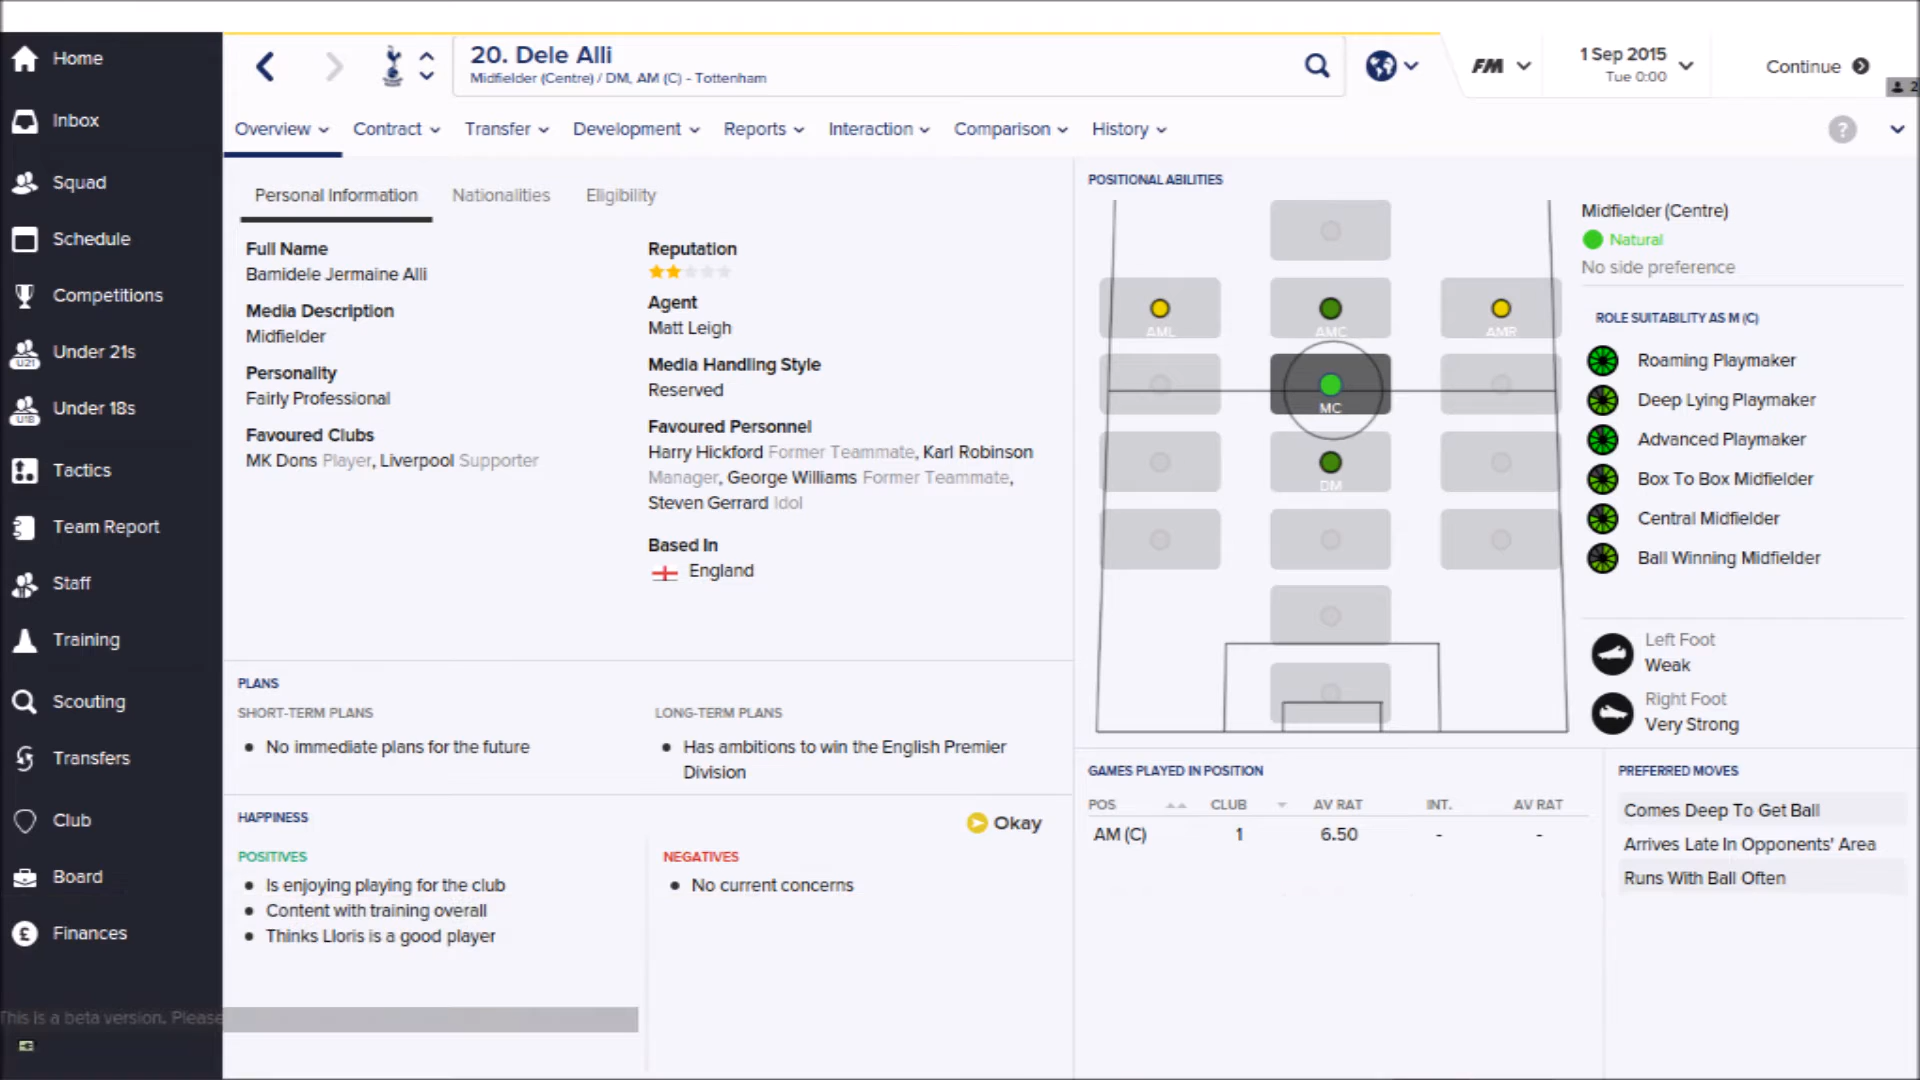 Home
Inbox
Squad
Schedule
Competitions
U21
Under 21s
U18
Under 18s
Tactics
Team Report
Staff
Training
Scouting
Transfers
Club
Board
£
Finances
This is a beta version. Please
20. Dele Alli
Midfielder (Centre) / DM, AM (C) - Tottenham
FM
1 Sep 2015
Tue 0:00
Continue
2
Overview
Contract
Transfer
Development
Reports
Interaction
Comparison
History
?
Personal Information
Nationalities
Eligibility
Full Name
Bamidele Jermaine Alli
Media Description
Midfielder
Personality
Fairly Professional
Favoured Clubs
MK Dons Player, Liverpool Supporter
Reputation
Agent
Matt Leigh
Media Handling Style
Reserved
Favoured Personnel
Harry Hickford Former Teammate, Karl Robinson
Manager, George Williams Former Teammate,
Steven Gerrard Idol
Based In
England
PLANS
SHORT-TERM PLANS
No immediate plans for the future
LONG-TERM PLANS
Has ambitions to win the English Premier
Division
HAPPINESS
Okay
POSITIVES
Is enjoying playing for the club
Content with training overall
Thinks Lloris is a good player
NEGATIVES
No current concerns
POSITIONAL ABILITIES
AML
AMC
AMR
MC
DM
Midfielder (Centre)
Natural
No side preference
ROLE SUITABILITY AS M (C)
Roaming Playmaker
Deep Lying Playmaker
Advanced Playmaker
Box To Box Midfielder
Central Midfielder
Ball Winning Midfielder
Left Foot
Weak
Right Foot
Very Strong
GAMES PLAYED IN POSITION
POS CLUB AV RAT INT. AV RAT
AM (C) 1 6.50 - -
PREFERRED MOVES
Comes Deep To Get Ball
Arrives Late In Opponents' Area
Runs With Ball Often